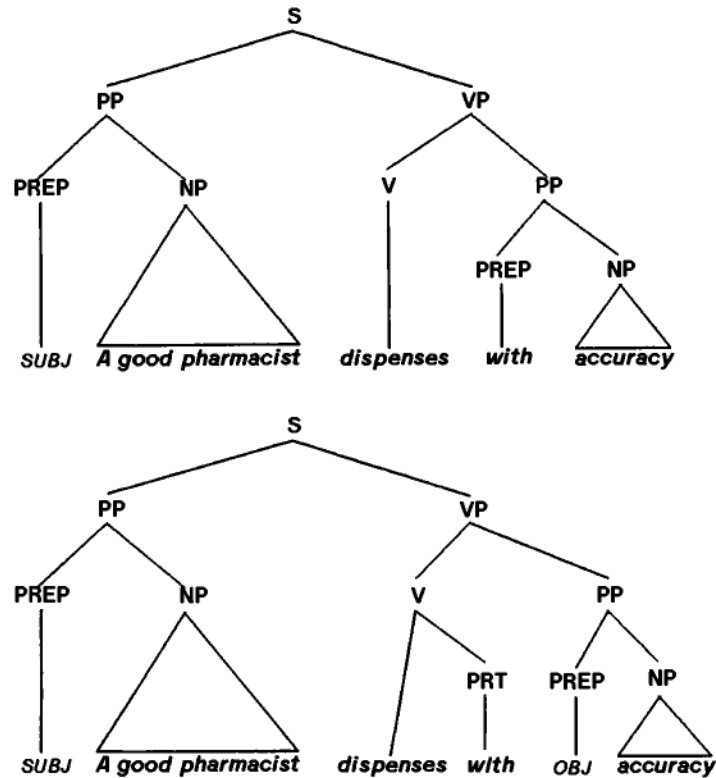 S
PP VP
PREP NP V PP
PREP NP
SUBJ A good pharmacist dispenses with accuracy
S
PP VP
PREP NP V PP
PRT PREP NP
SUBJ A good pharmacist dispenses with OBJ accuracy